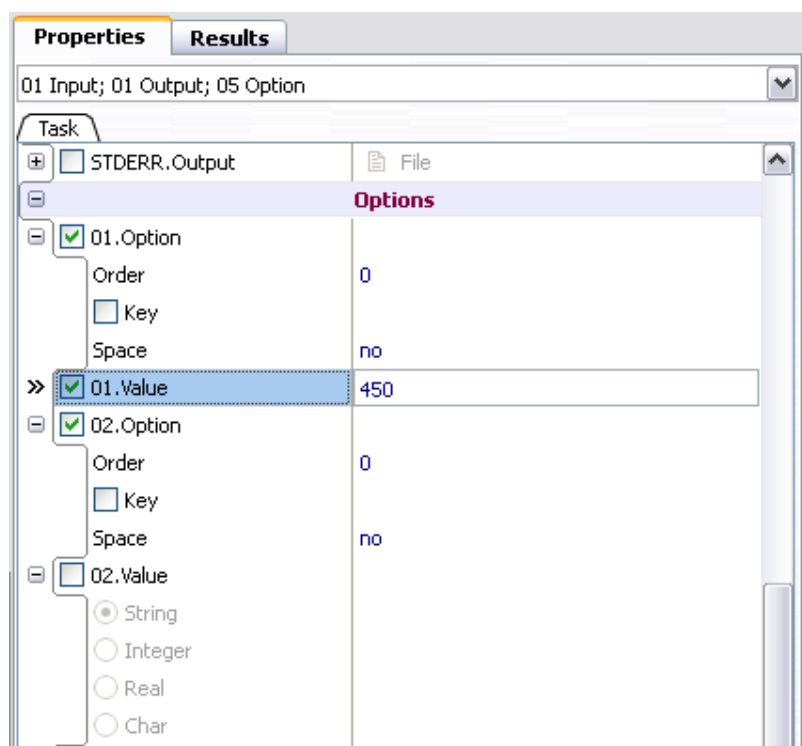 Properties Results
01 Input; 01 Output; 05 Option
Task
STDERR.Output File
Options
01.Option
Order 0
Key
Space no
01.Value 450
02.Option
Order 0
Key
Space no
02.Value
String
Integer
Real
Char